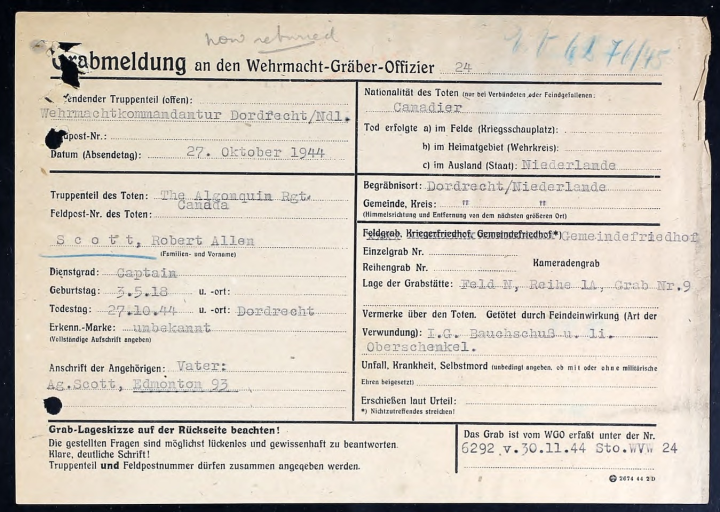 now returned
Grabmeldung an den Wehrmacht-Gräber-Offizier 24
Sendender Truppenteil (offen):
Wehrmachtkommandantur Dordrecht/Ndl.
Feldpost-Nr.:
Datum (Absendetag): 27. Oktober 1944
Truppenteil des Toten: The Algonquin Rgt.
Canada
Feldpost-Nr. des Toten:
S c o t t, Robert Allen
(Familien- und Vorname)
Dienstgrad: Captain
Geburtstag: 3.5.18 u. -ort:
Todestag: 27.10.44 u. -ort: Dordrecht
Erkenn.-Marke: unbekannt
(Vollständige Aufschrift angeben)
Anschrift der Angehörigen: Vater:
Ag.Scott, Edmonton 93
Nationalität des Toten (nur bei Verbündeten oder Feindgefallenen:
Canadier
Tod erfolgte a) im Felde (Kriegsschauplatz):
b) im Heimatgebiet (Wehrkreis):
c) im Ausland (Staat): Niederlande
Begräbnisort: Dordrecht/Niederlande
Gemeinde, Kreis: " "
(Himmelsrichtung und Entfernung von dem nächsten größeren Ort)
Feldgrab, Kriegerfriedhof, Gemeindefriedhof.*) Gemeindefriedhof
Einzelgrab Nr.
Reihengrab Nr. Kameradengrab
Lage der Grabstätte: Feld N, Reihe 1A, Grab Nr.9
Vermerke über den Toten. Getötet durch Feindeinwirkung (Art der
Verwundung): I.G. Bauchschuß u. li.
Oberschenkel.
Unfall, Krankheit, Selbstmord (unbedingt angeben, ob mit oder ohne militärische
Ehren beigesetzt)
Erschießen laut Urteil:
*) Nichtzutreffendes streichen!
Grab-Lageskizze auf der Rückseite beachten!
Die gestellten Fragen sind möglichst lückenlos und gewissenhaft zu beantworten.
Klare, deutliche Schrift!
Truppenteil und Feldpostnummer dürfen zusammen angegeben werden.
Das Grab ist vom WGO erfaßt unter der Nr.
6292 v.30.11.44 Sto.WVW 24
2674 44 2D